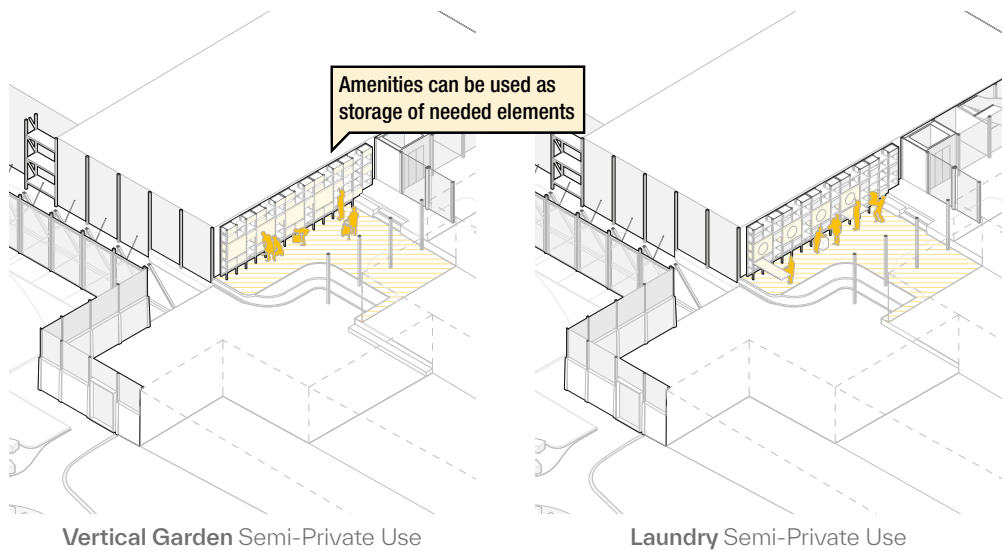 Amenities can be used as
storage of needed elements
Vertical Garden Semi-Private Use
Laundry Semi-Private Use